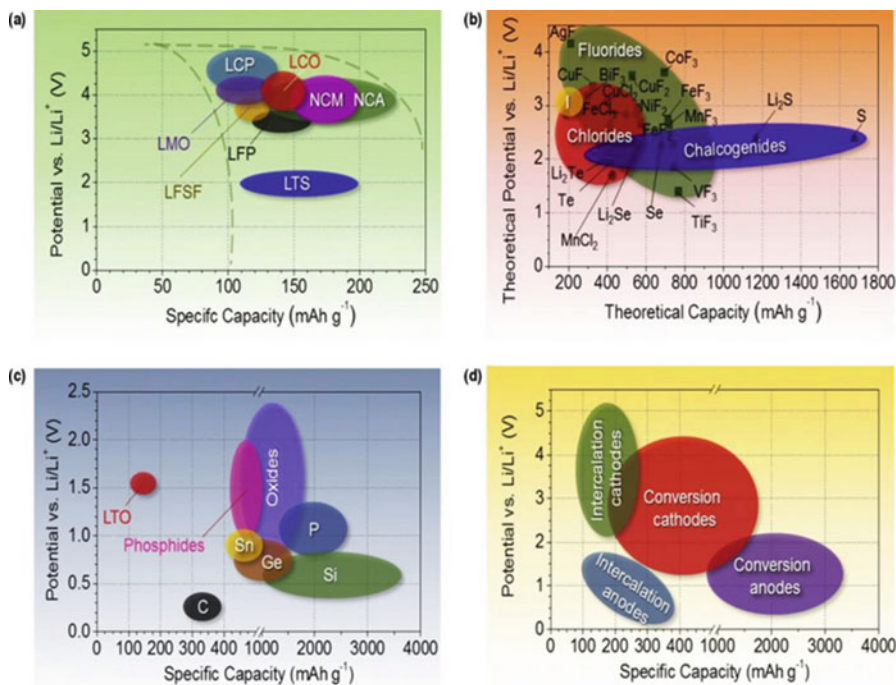 (a)
Potential vs. Li/Li⁺ (V)
6
5
4
3
2
1
0
LCP
LCO
NCM
NCA
LMO
LFP
LFSF
LTS
0
50
100
150
200
250
Specifc Capacity (mAh g⁻¹)
(b)
Theoretical Potential vs. Li/Li⁺ (V)
4
3
2
1
0
AgF
Fluorides
CoF₃
CuF
BiF₃
CuF₂
CuCl₂
FeF₃
I
FeCl₂
NiF₂
MnF₃
Li₂S
S
Chlorides
Chalcogenides
Li₂Te
Te
Li₂Se
Se
VF₃
TiF₃
MnCl₂
200 400 600 800 1000 1200 1400 1600 1800
Theoretical Capacity (mAh g⁻¹)
(c)
Potential vs. Li/Li⁺ (V)
2.5
2.0
1.5
1.0
0.5
0.0
LTO
Phosphides
Oxides
Sn
P
Ge
Si
C
0 100 200 300 400 500 1000 2000 3000 4000
Specific Capacity (mAh g⁻¹)
(d)
Potential vs. Li/Li⁺ (V)
5
4
3
2
1
0
Intercalation
cathodes
Conversion
cathodes
Intercalation
anodes
Conversion
anodes
0 100 200 300 400 1000 2000 3000 4000
Specific Capacity (mAh g⁻¹)